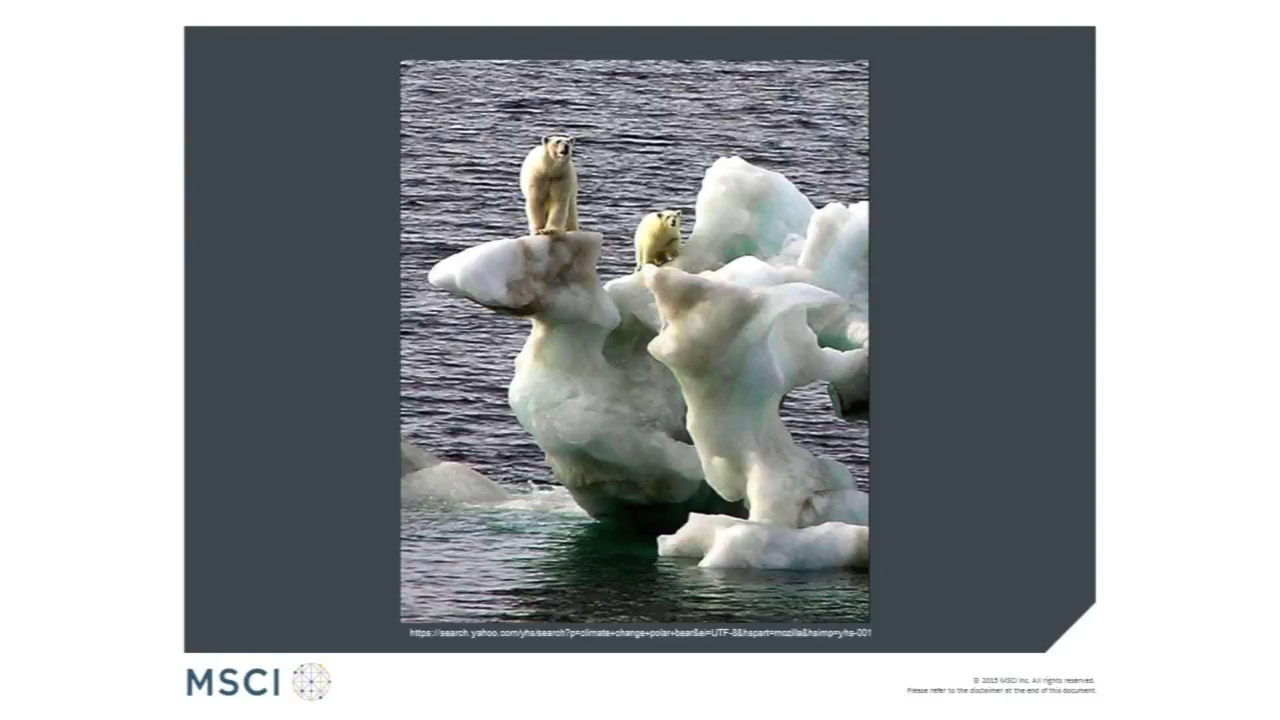 https://search.yahoo.com/yhs/search?p=climate+change+polar+bear&ei=UTF-8&hspart=mozilla&hsimp=yhs-001
MSCI
© 2015 MSCI Inc. All rights reserved.
Please refer to the disclaimer at the end of this document.